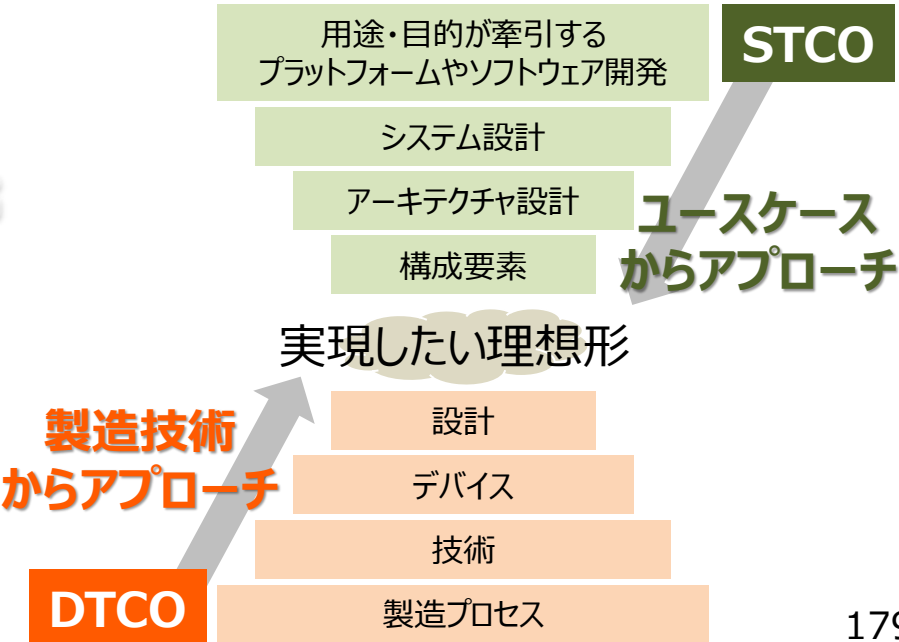 用途・目的が牽引する
プラットフォームやソフトウェア開発
STCO
システム設計
アーキテクチャ設計
ユースケース
からアプローチ
構成要素
実現したい理想形
製造技術
からアプローチ
設計
デバイス
技術
DTCO
製造プロセス
179